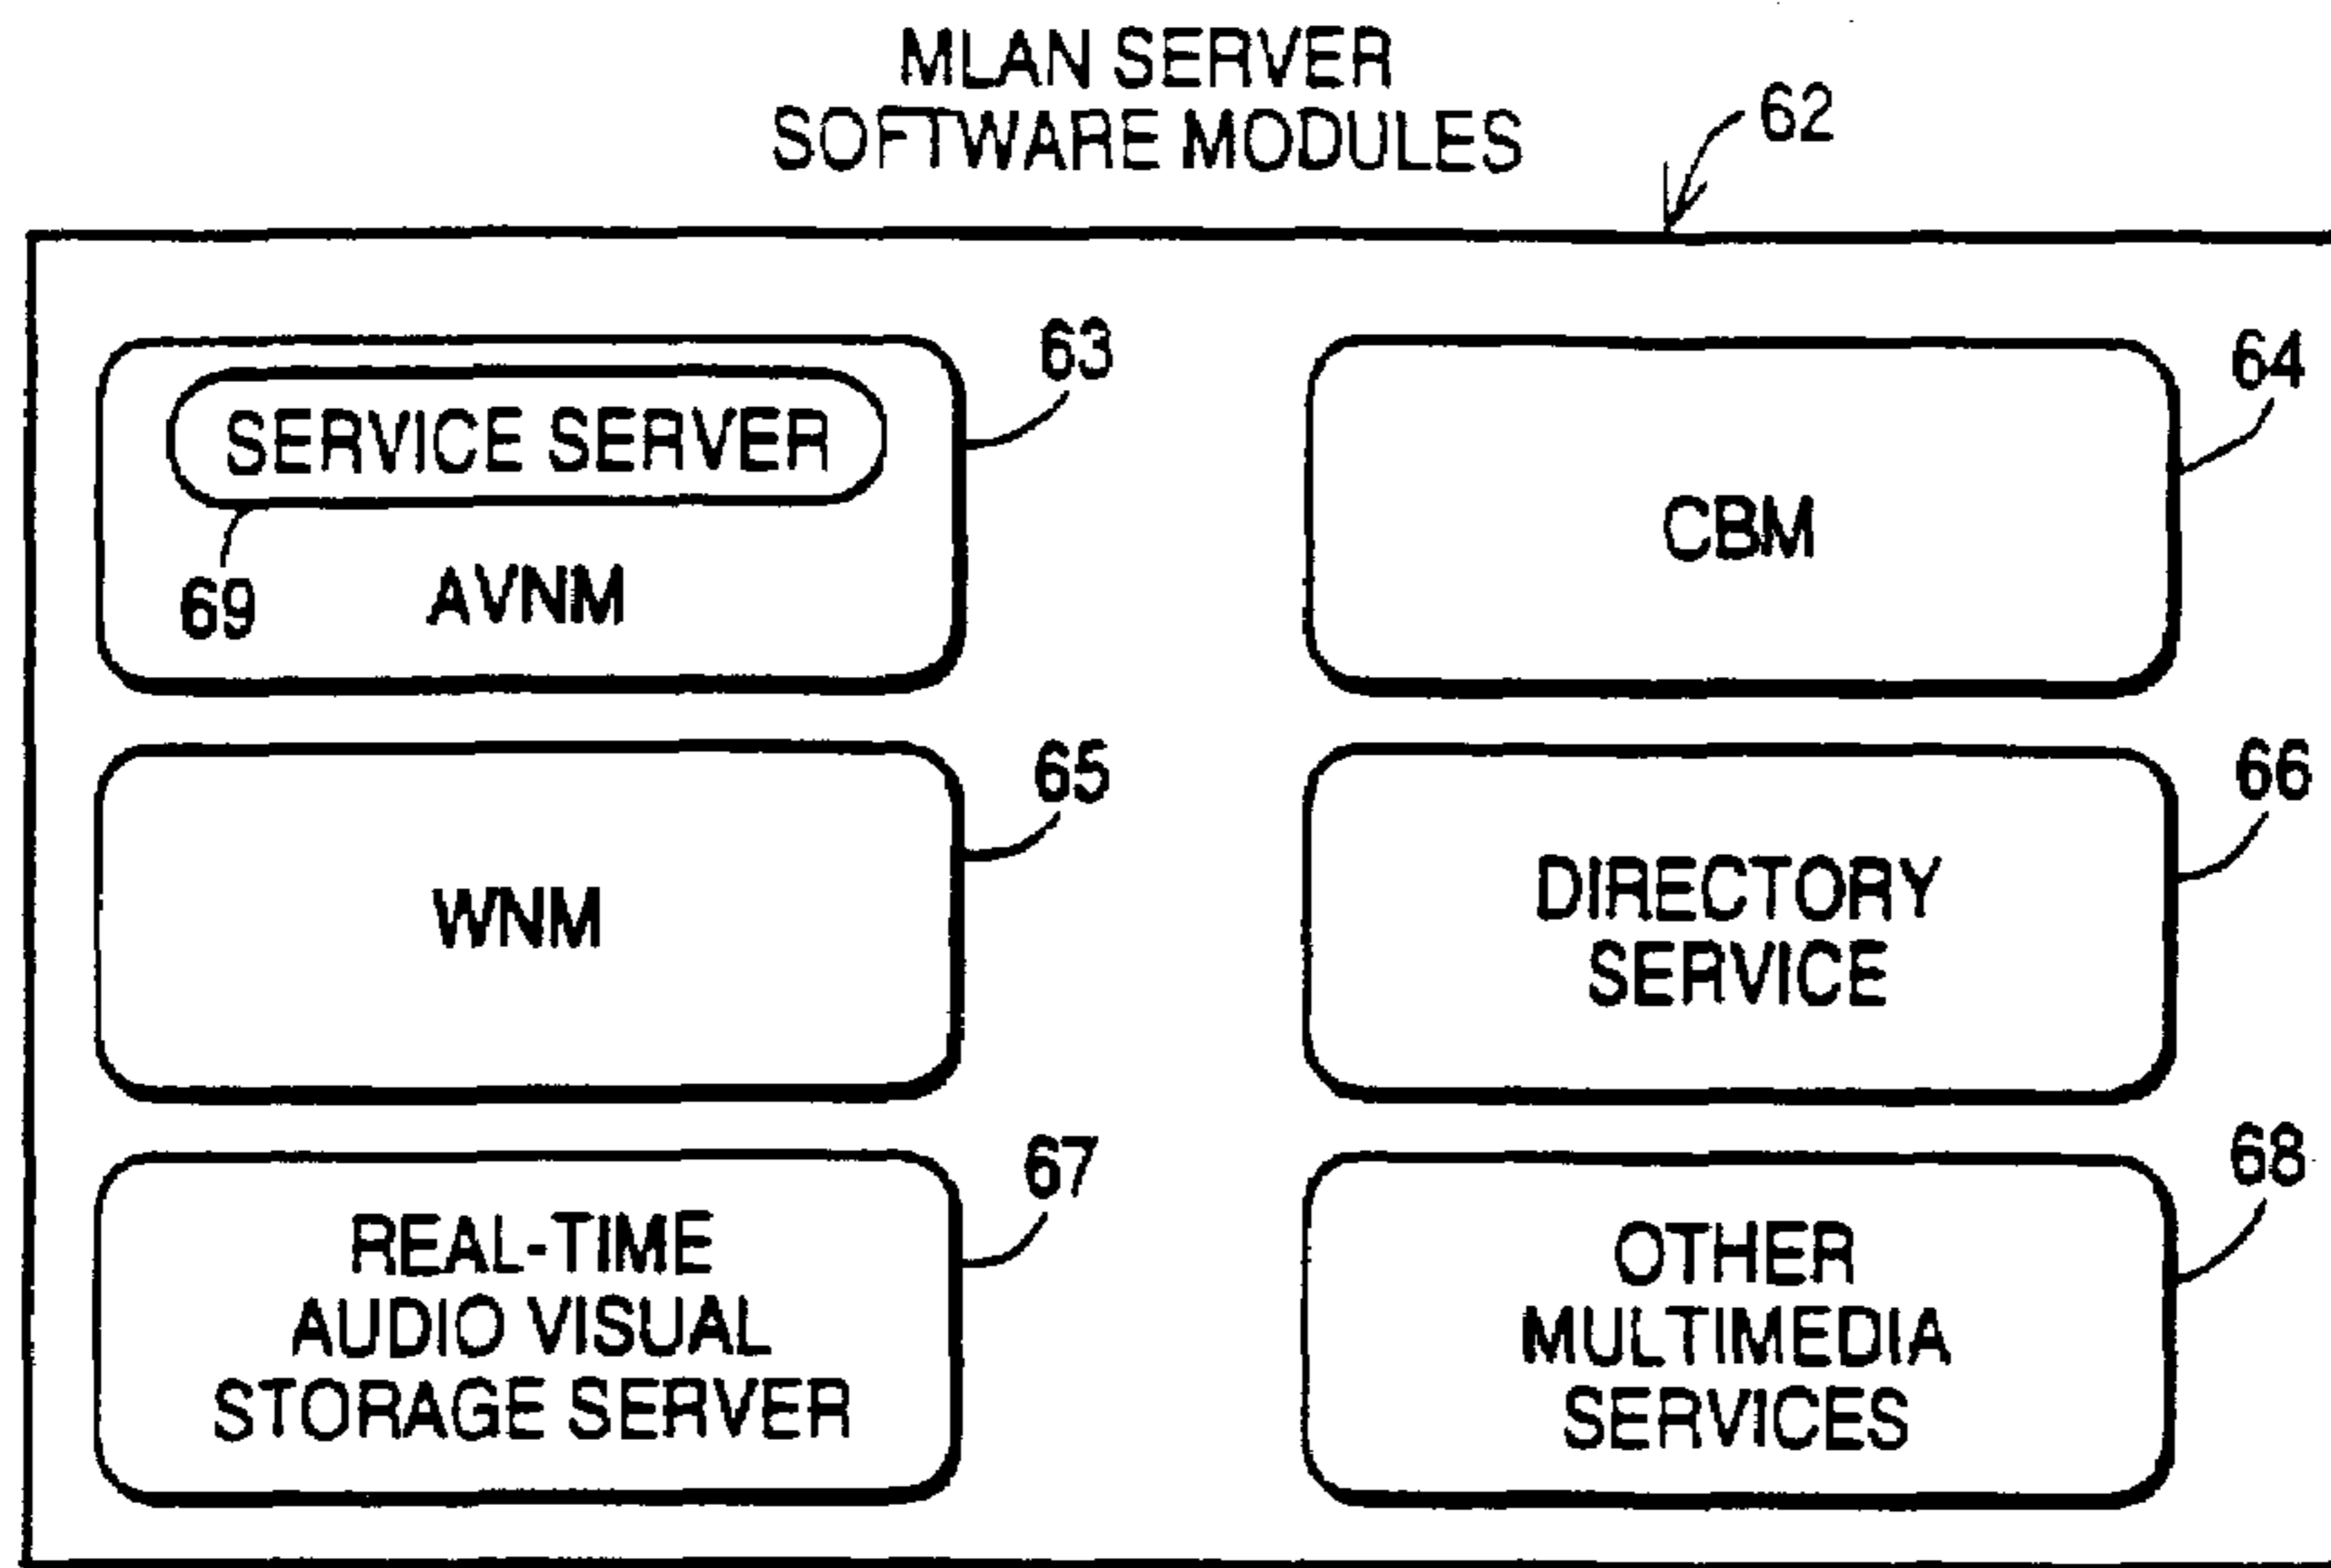 MLAN SERVER
SOFTWARE MODULES
62
SERVICE SERVER
63
69
AVNM
CBM
64
WNM
65
DIRECTORY
SERVICE
66
REAL-TIME
AUDIO VISUAL
STORAGE SERVER
67
OTHER
MULTIMEDIA
SERVICES
68